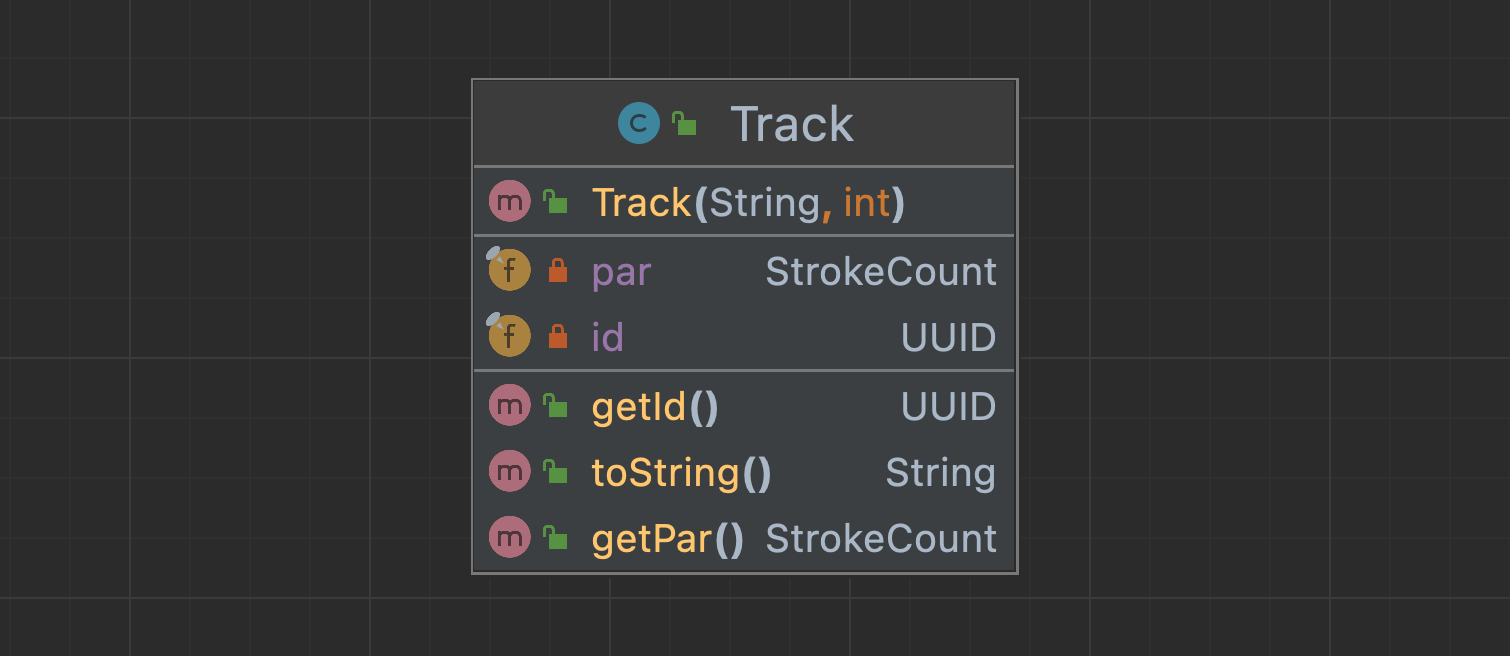 C Track
m Track(String, int)
f par StrokeCount
f id UUID
m getId() UUID
m toString() String
m getPar() StrokeCount